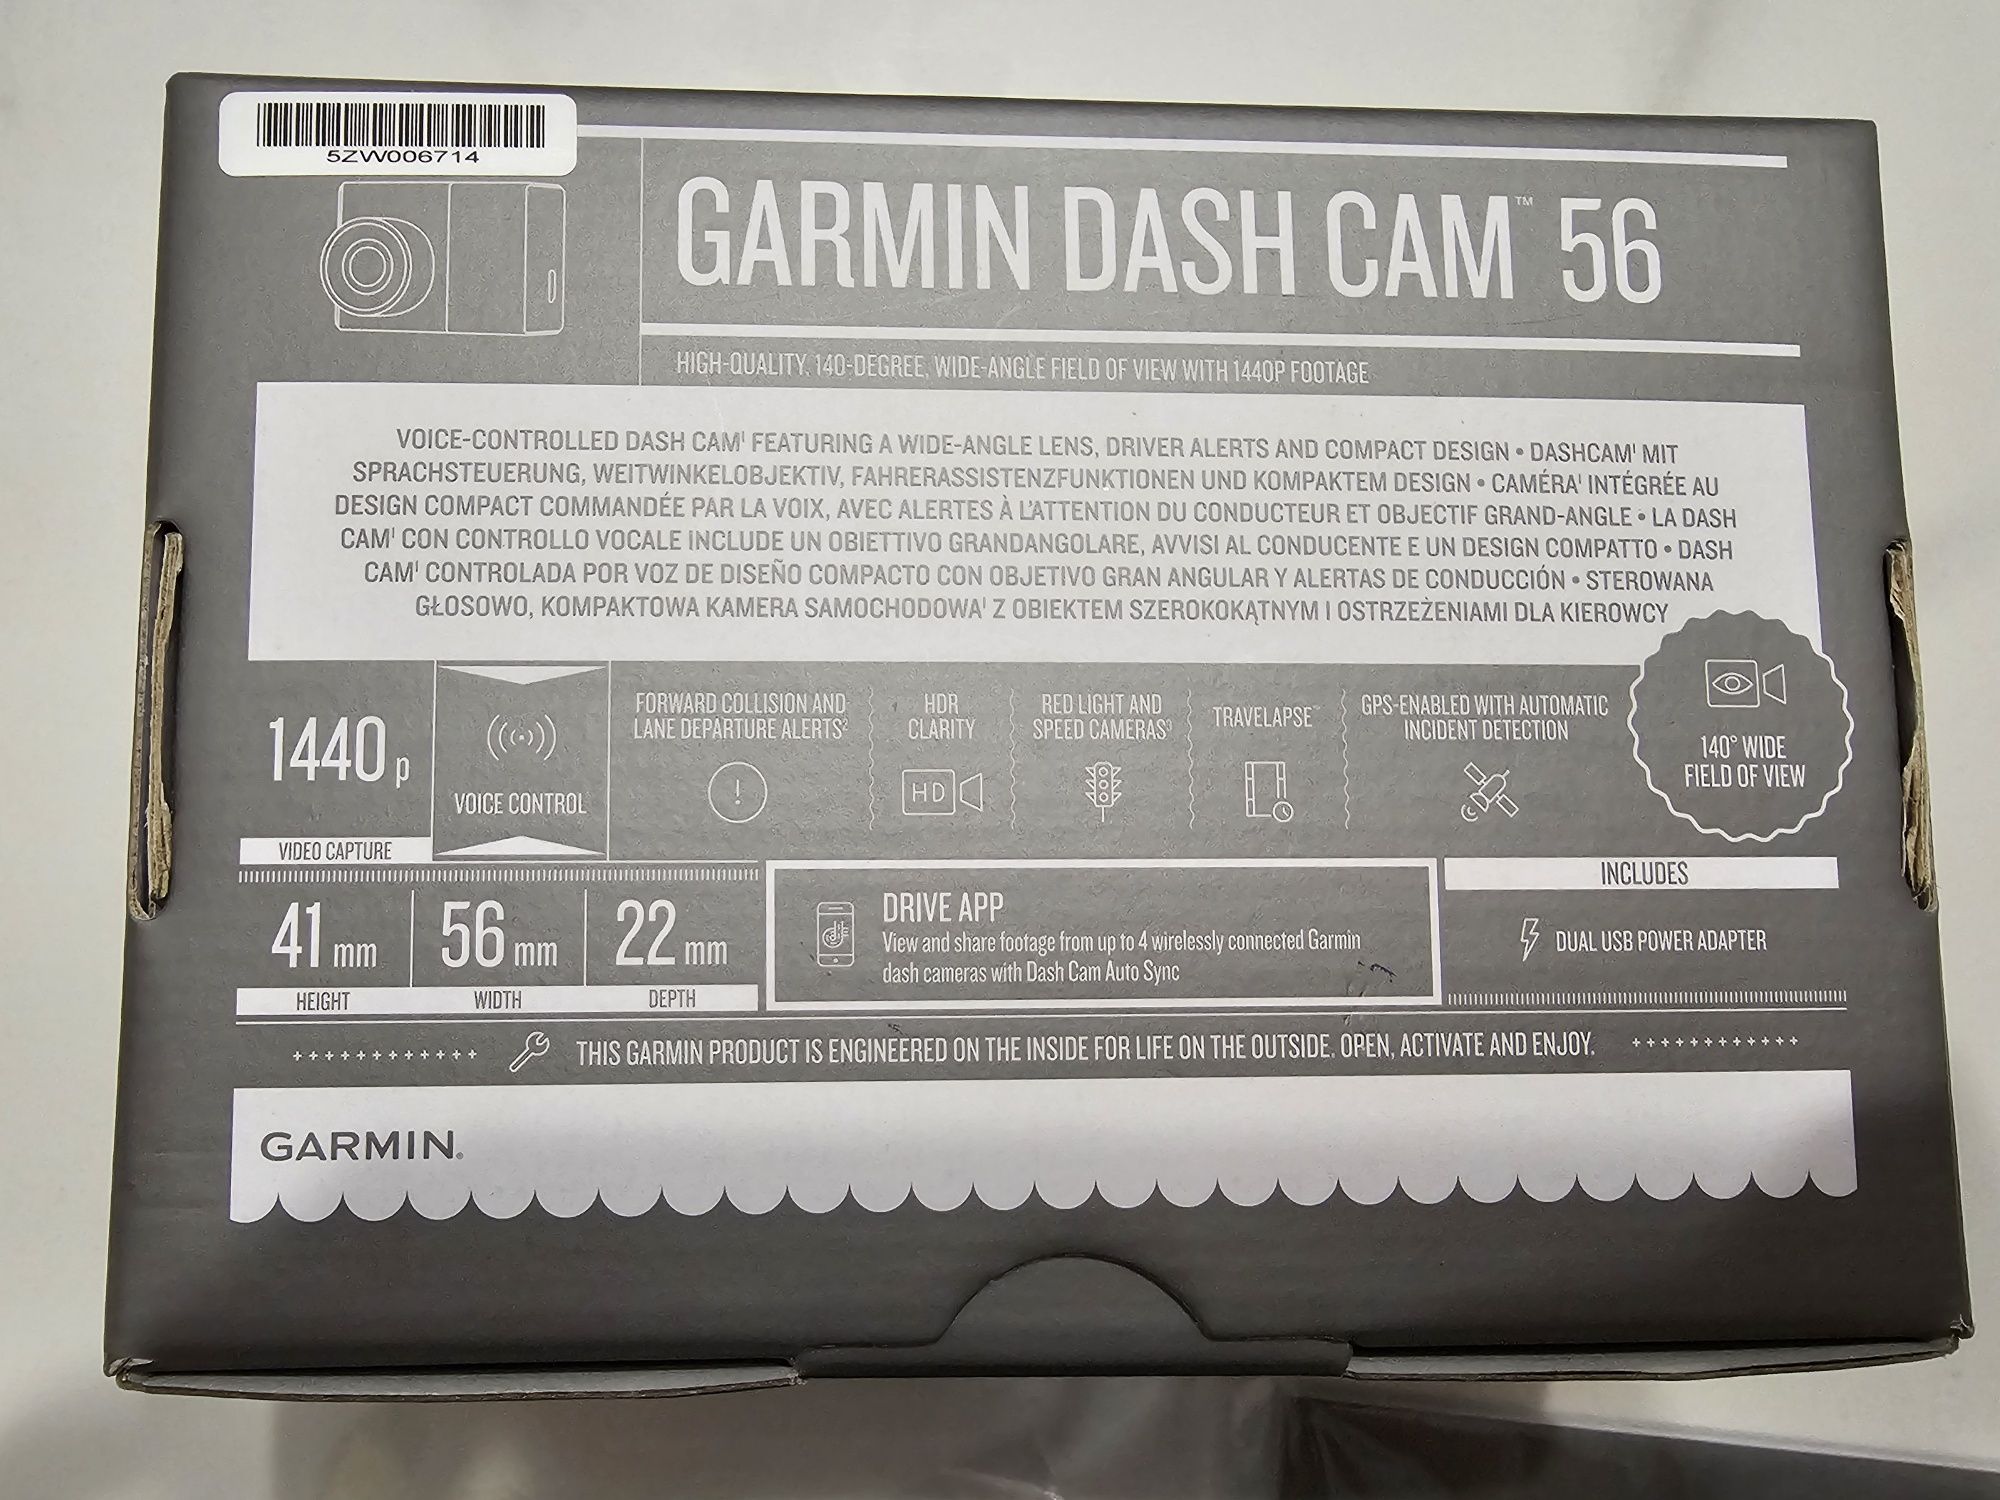 5ZW006714
GARMIN DASH CAM™ 56
HIGH-QUALITY, 140-DEGREE, WIDE-ANGLE FIELD OF VIEW WITH 1440P FOOTAGE
VOICE-CONTROLLED DASH CAM¹ FEATURING A WIDE-ANGLE LENS, DRIVER ALERTS AND COMPACT DESIGN • DASHCAM¹ MIT
SPRACHSTEUERUNG, WEITWINKELOBJEKTIV, FAHRERASSISTENZFUNKTIONEN UND KOMPAKTEM DESIGN • CAMÉRA¹ INTÉGRÉE AU
DESIGN COMPACT COMMANDÉE PAR LA VOIX, AVEC ALERTES À L'ATTENTION DU CONDUCTEUR ET OBJECTIF GRAND-ANGLE • LA DASH
CAM¹ CON CONTROLLO VOCALE INCLUDE UN OBIETTIVO GRANDANGOLARE, AVVISI AL CONDUCENTE E UN DESIGN COMPATTO • DASH
CAM¹ CONTROLADA POR VOZ DE DISEÑO COMPACTO CON OBJETIVO GRAN ANGULAR Y ALERTAS DE CONDUCCIÓN • STEROWANA
GŁOSOWO, KOMPAKTOWA KAMERA SAMOCHODOWA¹ Z OBIEKTEM SZEROKOKĄTNYM I OSTRZEŻENIAMI DLA KIEROWCY
1440p
VIDEO CAPTURE
VOICE CONTROL
FORWARD COLLISION AND
LANE DEPARTURE ALERTS²
HDR
CLARITY
HD
RED LIGHT AND
SPEED CAMERAS³
TRAVELAPSE™
GPS-ENABLED WITH AUTOMATIC
INCIDENT DETECTION
140° WIDE
FIELD OF VIEW
41 mm
HEIGHT
56 mm
WIDTH
22 mm
DEPTH
DRIVE APP
View and share footage from up to 4 wirelessly connected Garmin
dash cameras with Dash Cam Auto Sync
INCLUDES
DUAL USB POWER ADAPTER
THIS GARMIN PRODUCT IS ENGINEERED ON THE INSIDE FOR LIFE ON THE OUTSIDE. OPEN, ACTIVATE AND ENJOY.
GARMIN®